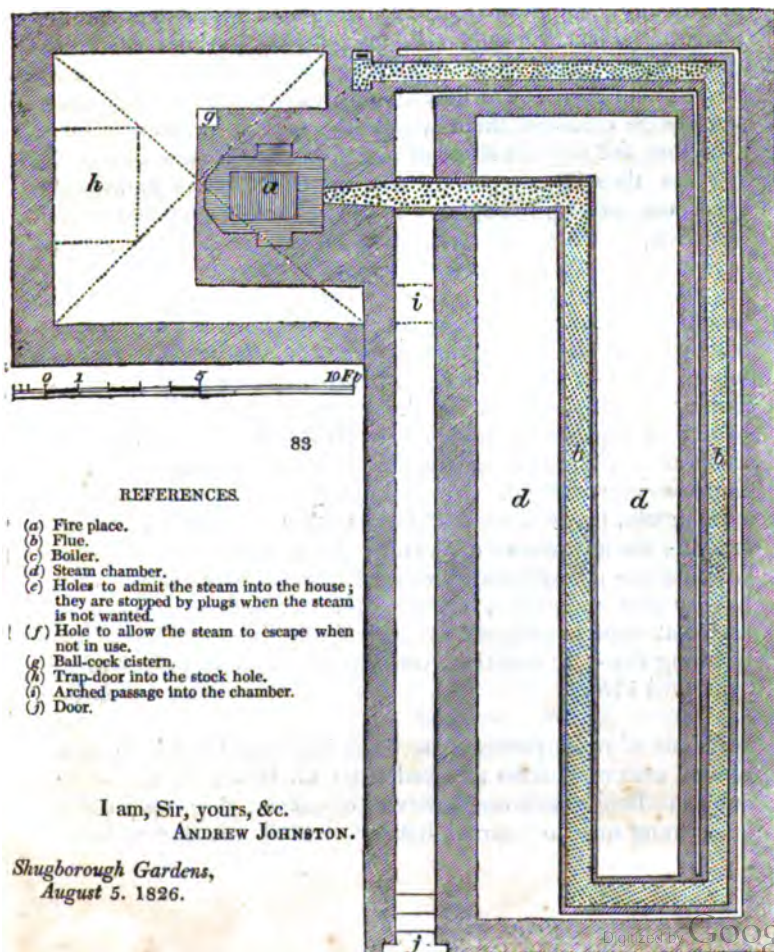 g
h
a
i
0 1 5 10 Ft
83
b b
d d
REFERENCES.
(a) Fire place.
(b) Flue.
(c) Boiler.
(d) Steam chamber.
(e) Holes to admit the steam into the house;
they are stopped by plugs when the steam
is not wanted.
(f) Hole to allow the steam to escape when
not in use.
(g) Ball-cock cistern.
(h) Trap-door into the stock hole.
(i) Arched passage into the chamber.
(j) Door.
I am, Sir, yours, &c.
ANDREW JOHNSTON.
Shugborough Gardens,
August 5. 1826.
j
Digitized by Goog